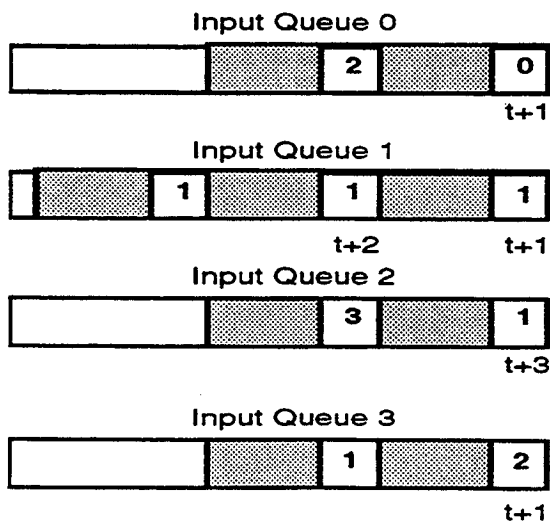 Input Queue 0
2 0
t+1
Input Queue 1
1 1 1
t+2 t+1
Input Queue 2
3 1
t+3
Input Queue 3
1 2
t+1